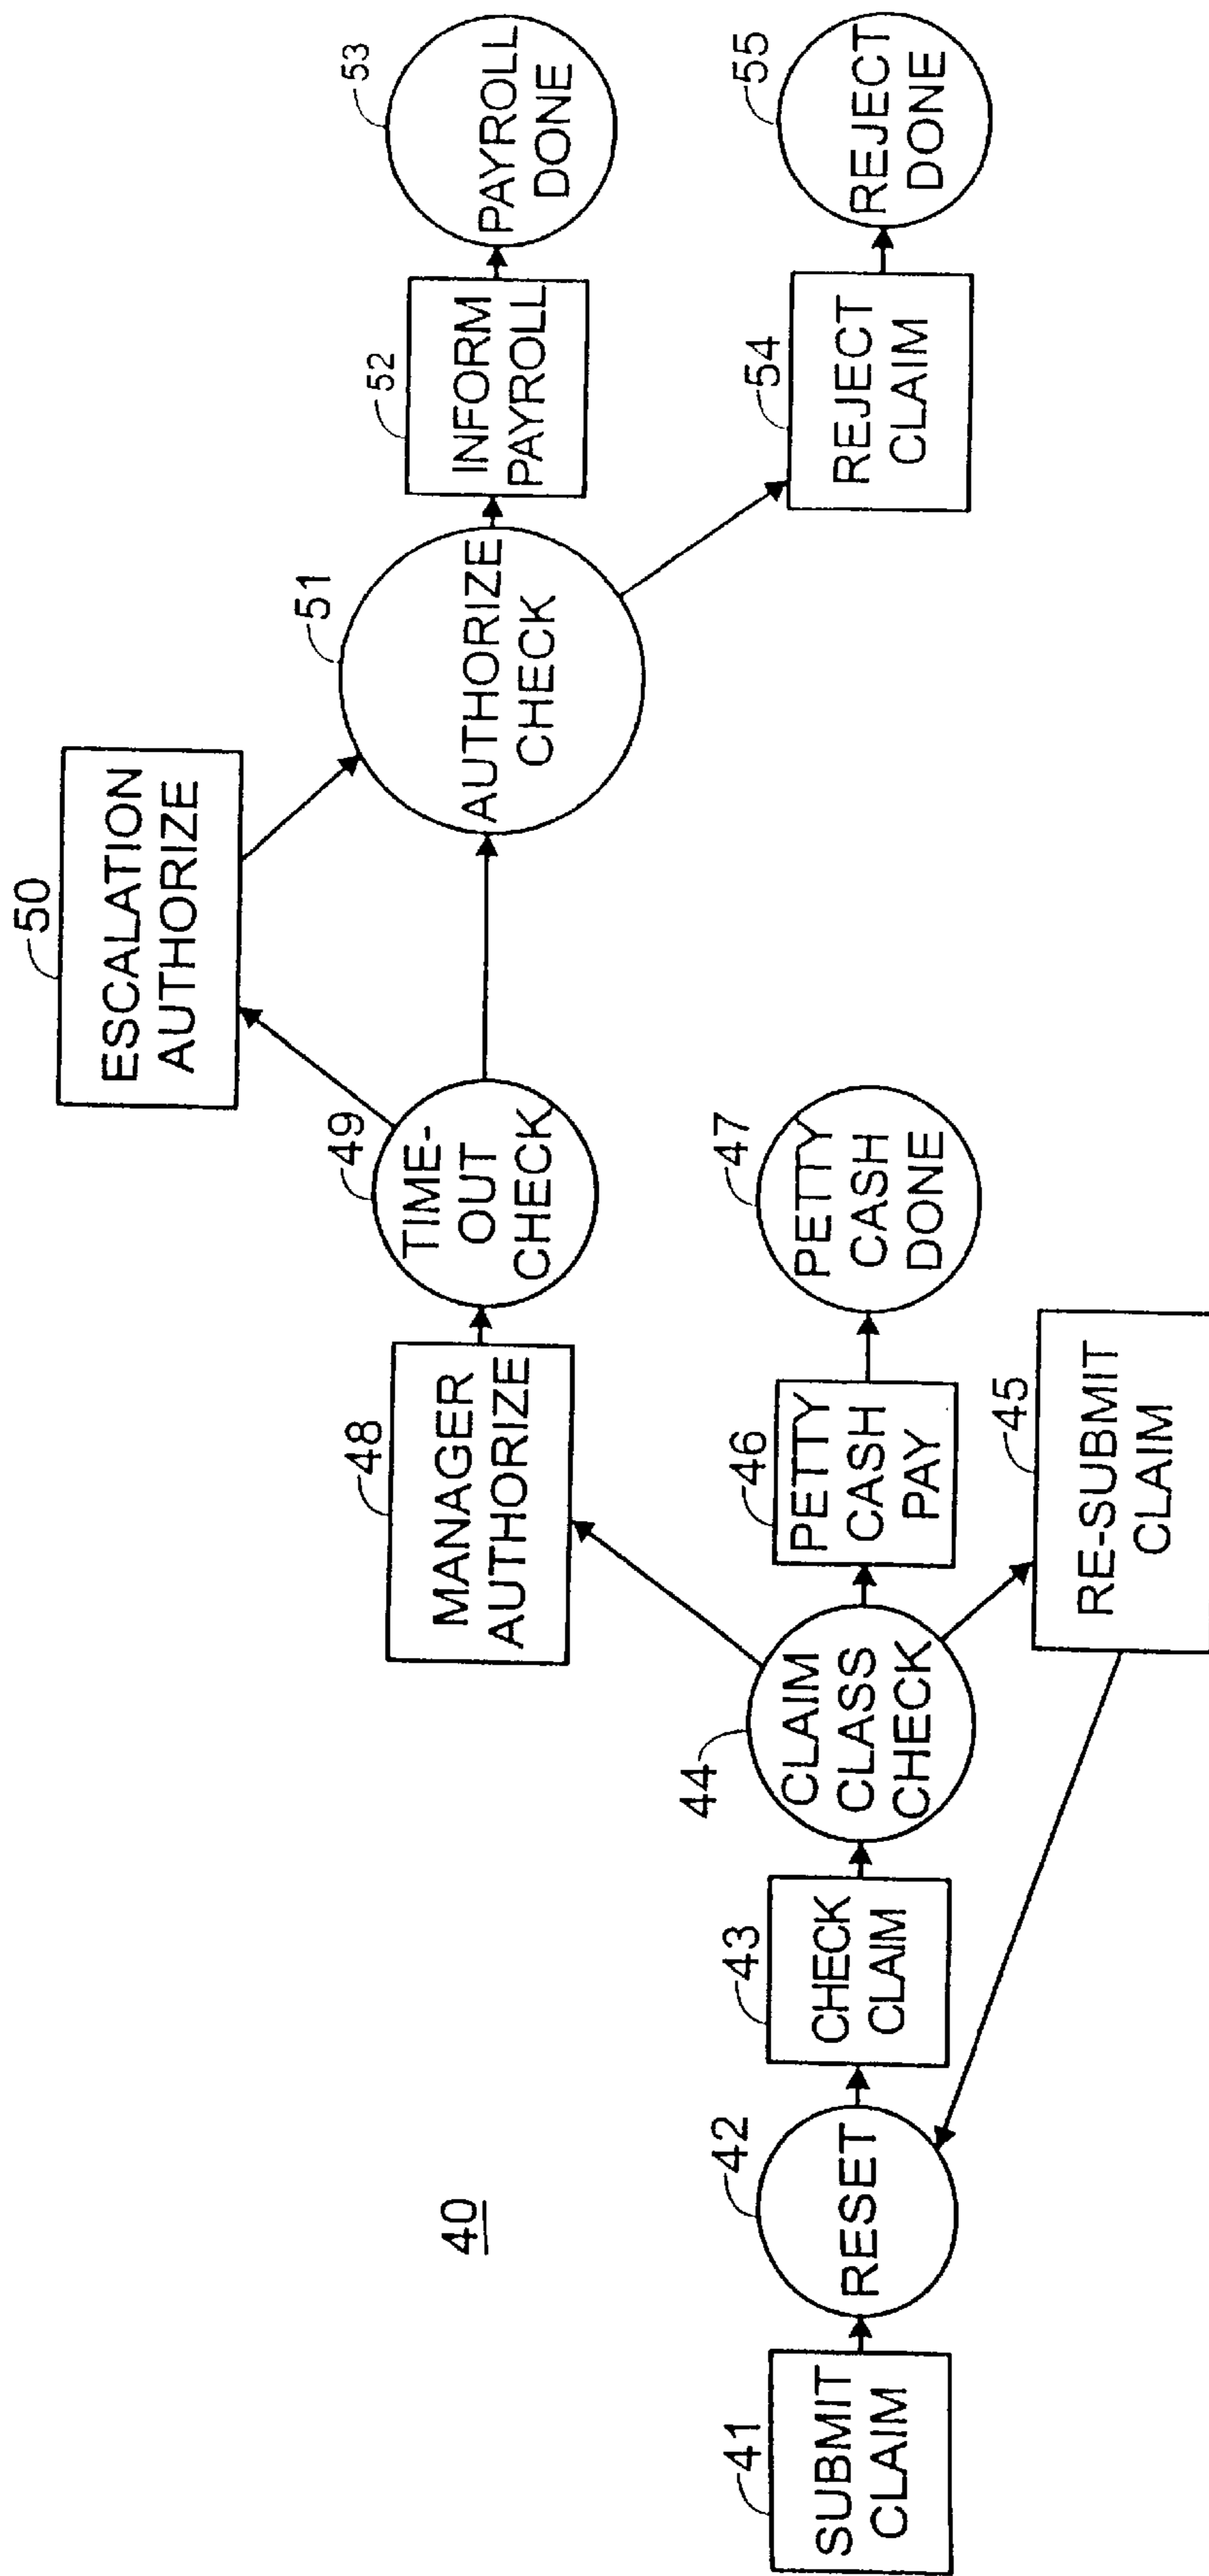 40
41
SUBMIT
CLAIM
42
RESET
43
CHECK
CLAIM
44
CLAIM
CLASS
CHECK
45
RE-SUBMIT
CLAIM
46
PETTY
CASH
PAY
47
PETTY
CASH
DONE
48
MANAGER
AUTHORIZE
49
TIME-
OUT
CHECK
50
ESCALATION
AUTHORIZE
51
AUTHORIZE
CHECK
52
INFORM
PAYROLL
53
PAYROLL
DONE
54
REJECT
CLAIM
55
REJECT
DONE